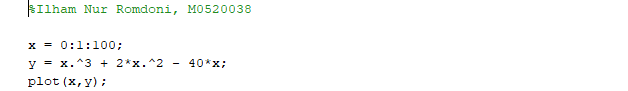 %Ilham Nur Romdoni, M0520038
x = 0:1:100;
y = x.^3 + 2*x.^2 - 40*x;
plot(x,y);